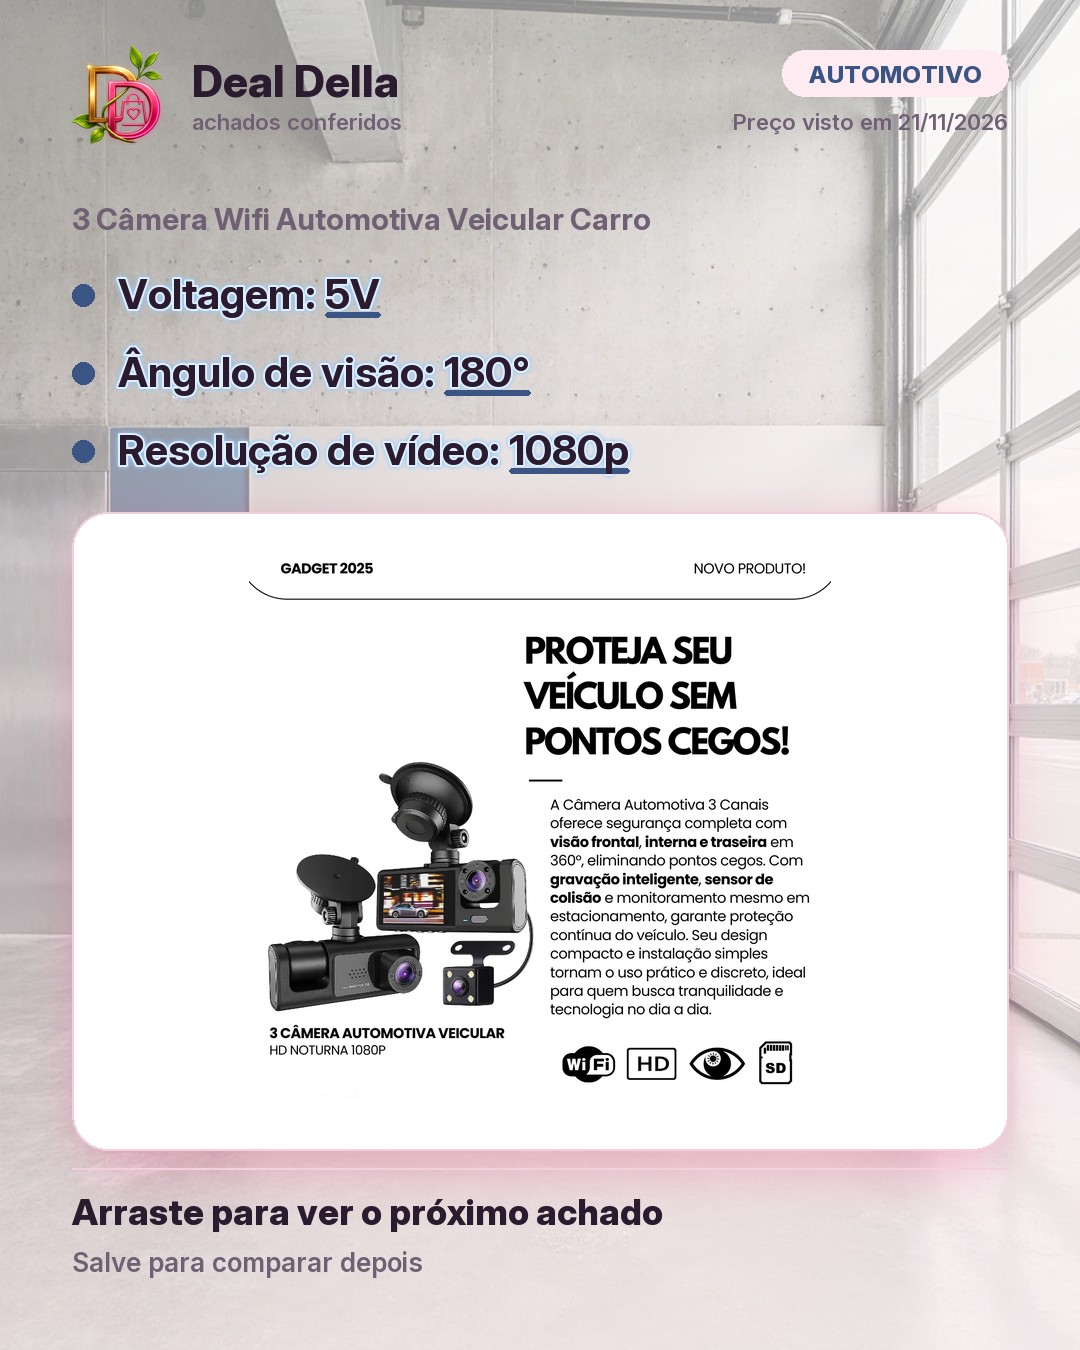 Deal Della
achados conferidos
AUTOMOTIVO
Preço visto em 21/11/2026
3 Câmera Wifi Automotiva Veicular Carro
Voltagem: 5V
Ângulo de visão: 180°
Resolução de vídeo: 1080p
GADGET 2025
NOVO PRODUTO!
PROTEJA SEU
VEÍCULO SEM
PONTOS CEGOS!
A Câmera Automotiva 3 Canais
oferece segurança completa com
visão frontal, interna e traseira em
360º, eliminando pontos cegos. Com
gravação inteligente, sensor de
colisão e monitoramento mesmo em
estacionamento, garante proteção
contínua do veículo. Seu design
compacto e instalação simples
tornam o uso prático e discreto, ideal
para quem busca tranquilidade e
tecnologia no dia a dia.
3 CÂMERA AUTOMOTIVA VEICULAR
HD NOTURNA 1080P
Wi Fi
HD
SD
Arraste para ver o próximo achado
Salve para comparar depois